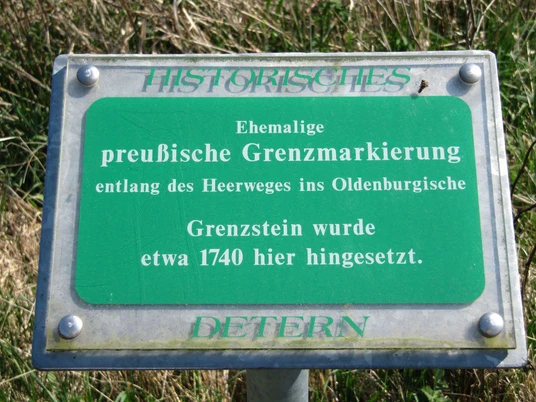 HISTORISCHES
Ehemalige
preußische Grenzmarkierung
entlang des Heerweges ins Oldenburgische
Grenzstein wurde
etwa 1740 hier hingesetzt.
DETERN